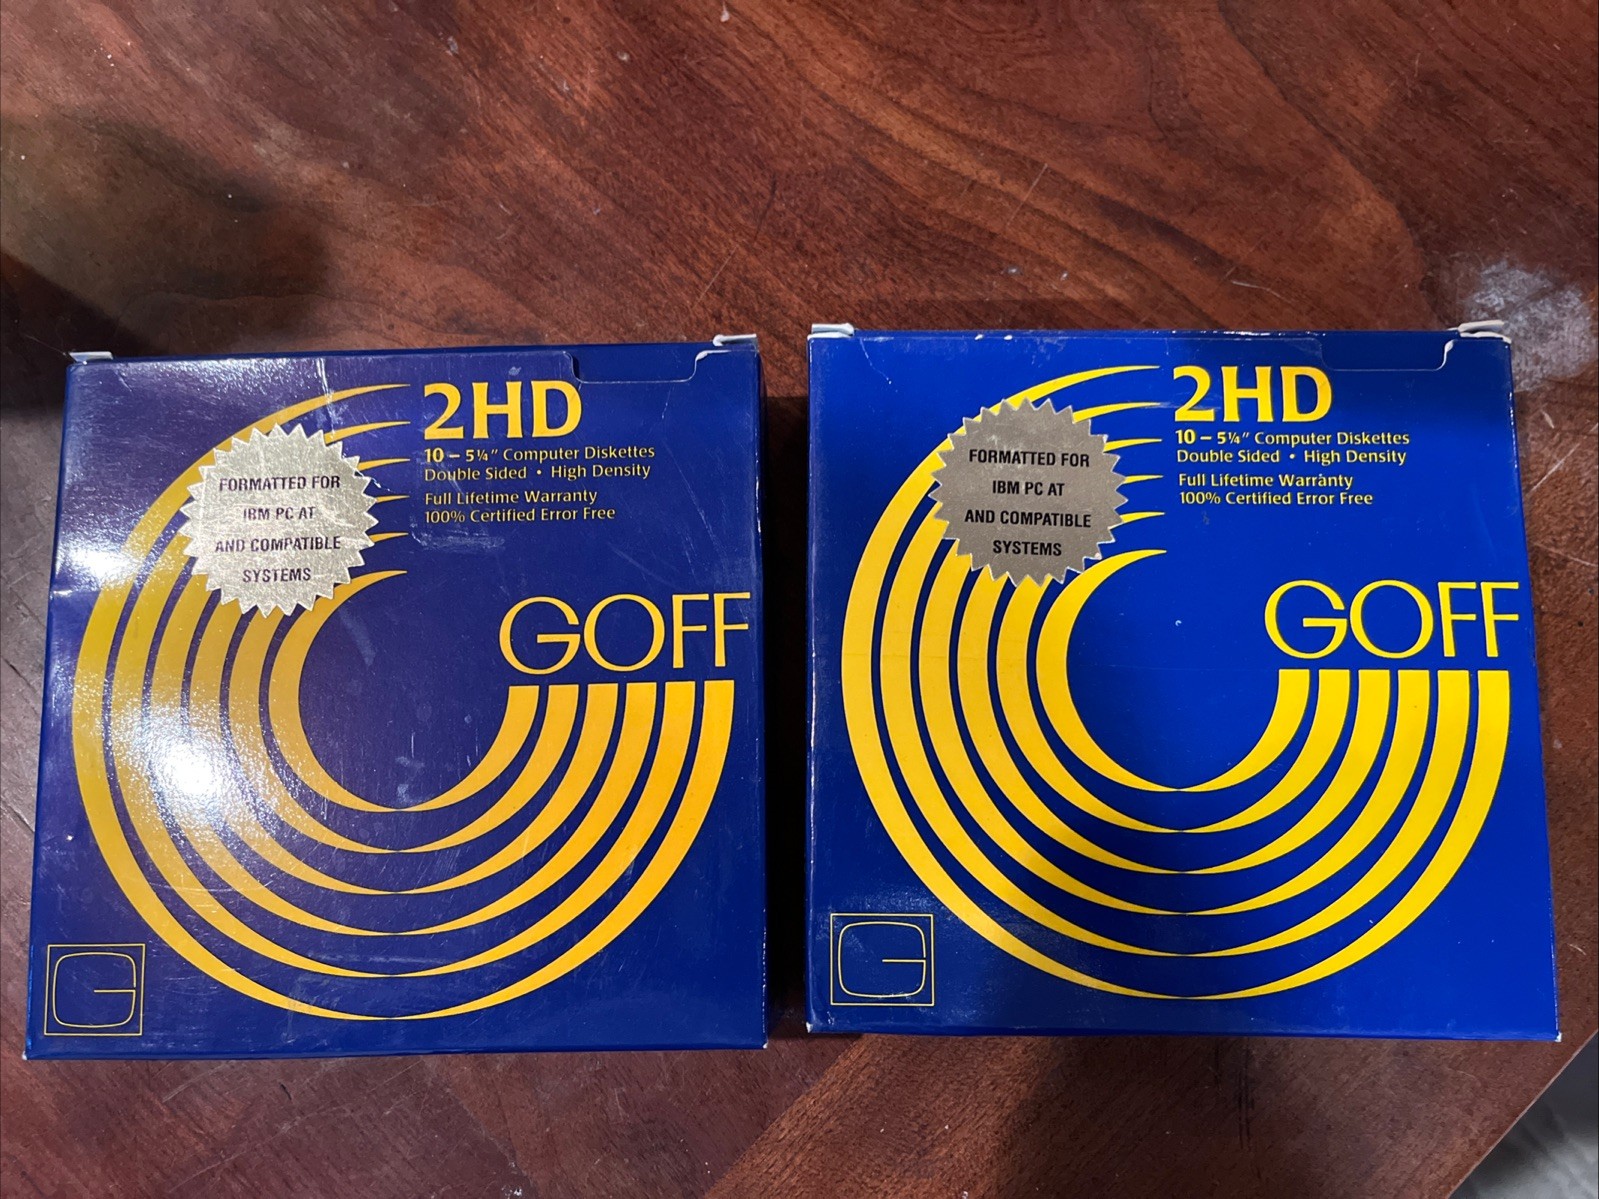 2HD
10 – 5¼" Computer Diskettes
Double Sided • High Density
Full Lifetime Warranty
100% Certified Error Free
FORMATTED FOR
IBM PC AT
AND COMPATIBLE
SYSTEMS
GOFF
G
2HD
10 – 5¼" Computer Diskettes
Double Sided • High Density
Full Lifetime Warranty
100% Certified Error Free
FORMATTED FOR
IBM PC AT
AND COMPATIBLE
SYSTEMS
GOFF
G